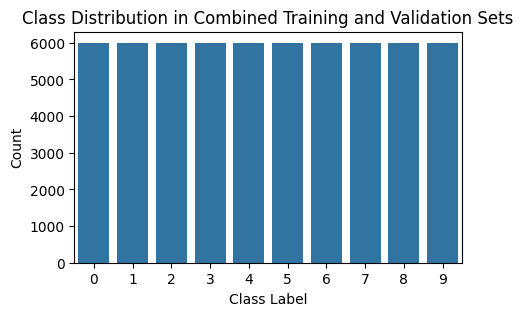 Class Distribution in Combined Training and Validation Sets
6000
5000
4000
3000
2000
1000
0
Count
0 1 2 3 4 5 6 7 8 9
Class Label